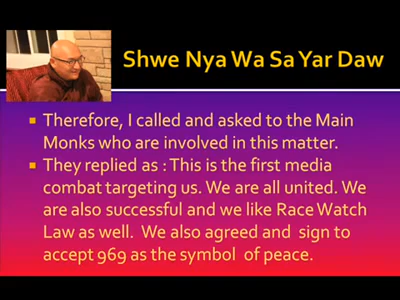 Shwe Nya Wa Sa Yar Daw
Therefore, I called and asked to the Main
Monks who are involved in this matter.
They replied as : This is the first media
combat targeting us. We are all united. We
are also successful and we like Race Watch
Law as well. We also agreed and sign to
accept 969 as the symbol of peace.